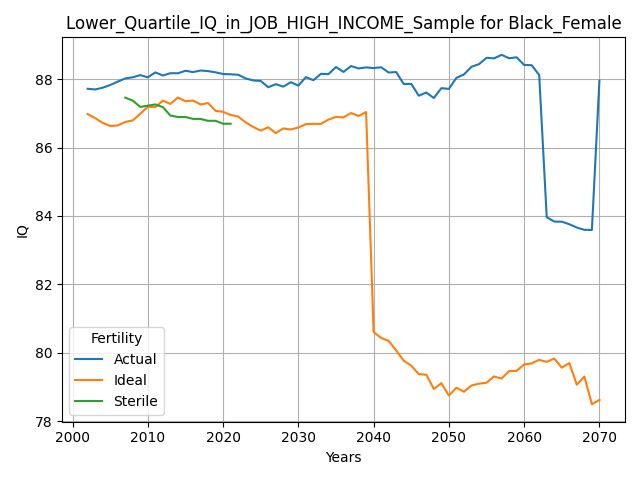 Lower_Quartile_IQ_in_JOB_HIGH_INCOME_Sample for Black_Female
IQ
88
86
84
82
80
78
Fertility
Actual
Ideal
Sterile
2000 2010 2020 2030 2040 2050 2060 2070
Years